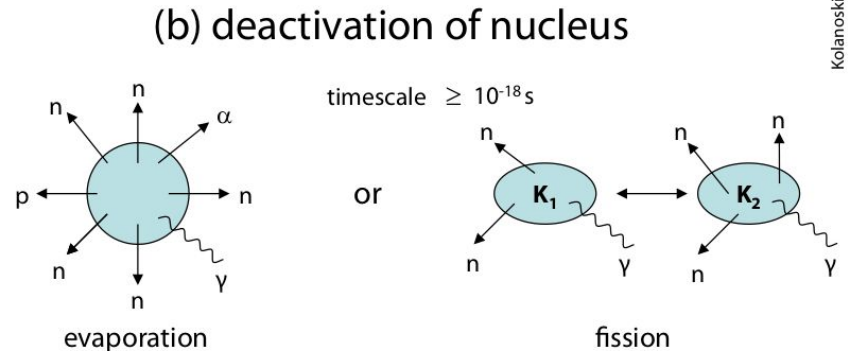 (b) deactivation of nucleus
Kolanoski
timescale ≥ 10⁻¹⁸ s
n
n
α
p
n
n
n
γ
or
n
K₁
n
γ
n
n
K₂
n
γ
evaporation
fission